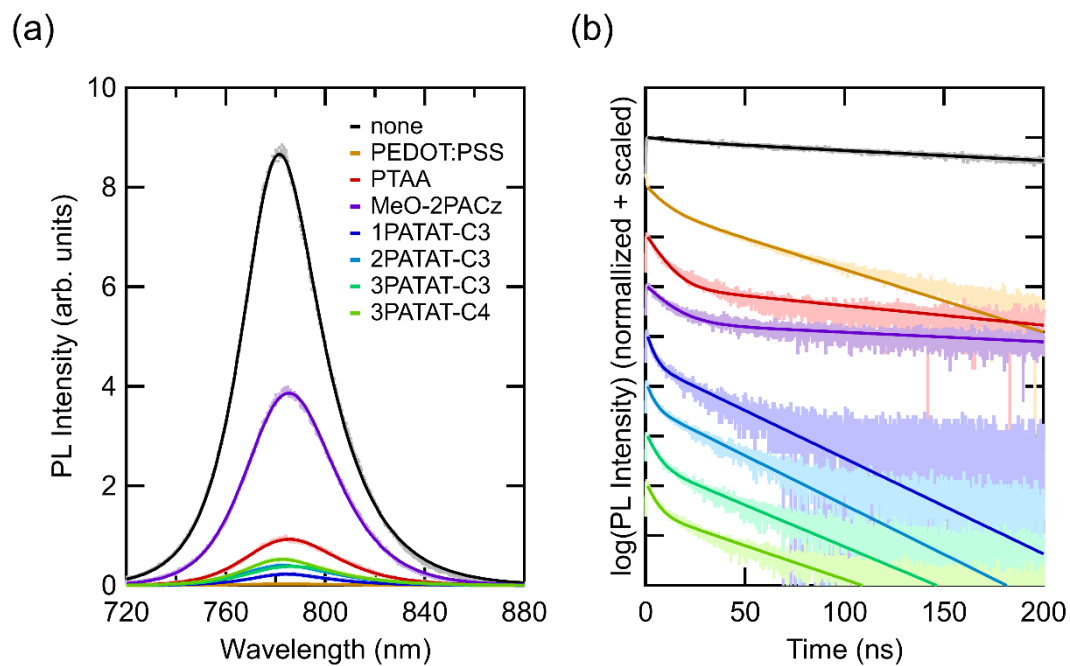 (a)
(b)
10
8
6
4
2
0
PL Intensity (arb. units)
none
PEDOT:PSS
PTAA
MeO-2PACz
1PATAT-C3
2PATAT-C3
3PATAT-C3
3PATAT-C4
720 760 800 840 880
Wavelength (nm)
log(PL Intensity) (normallized + scaled)
0 50 100 150 200
Time (ns)